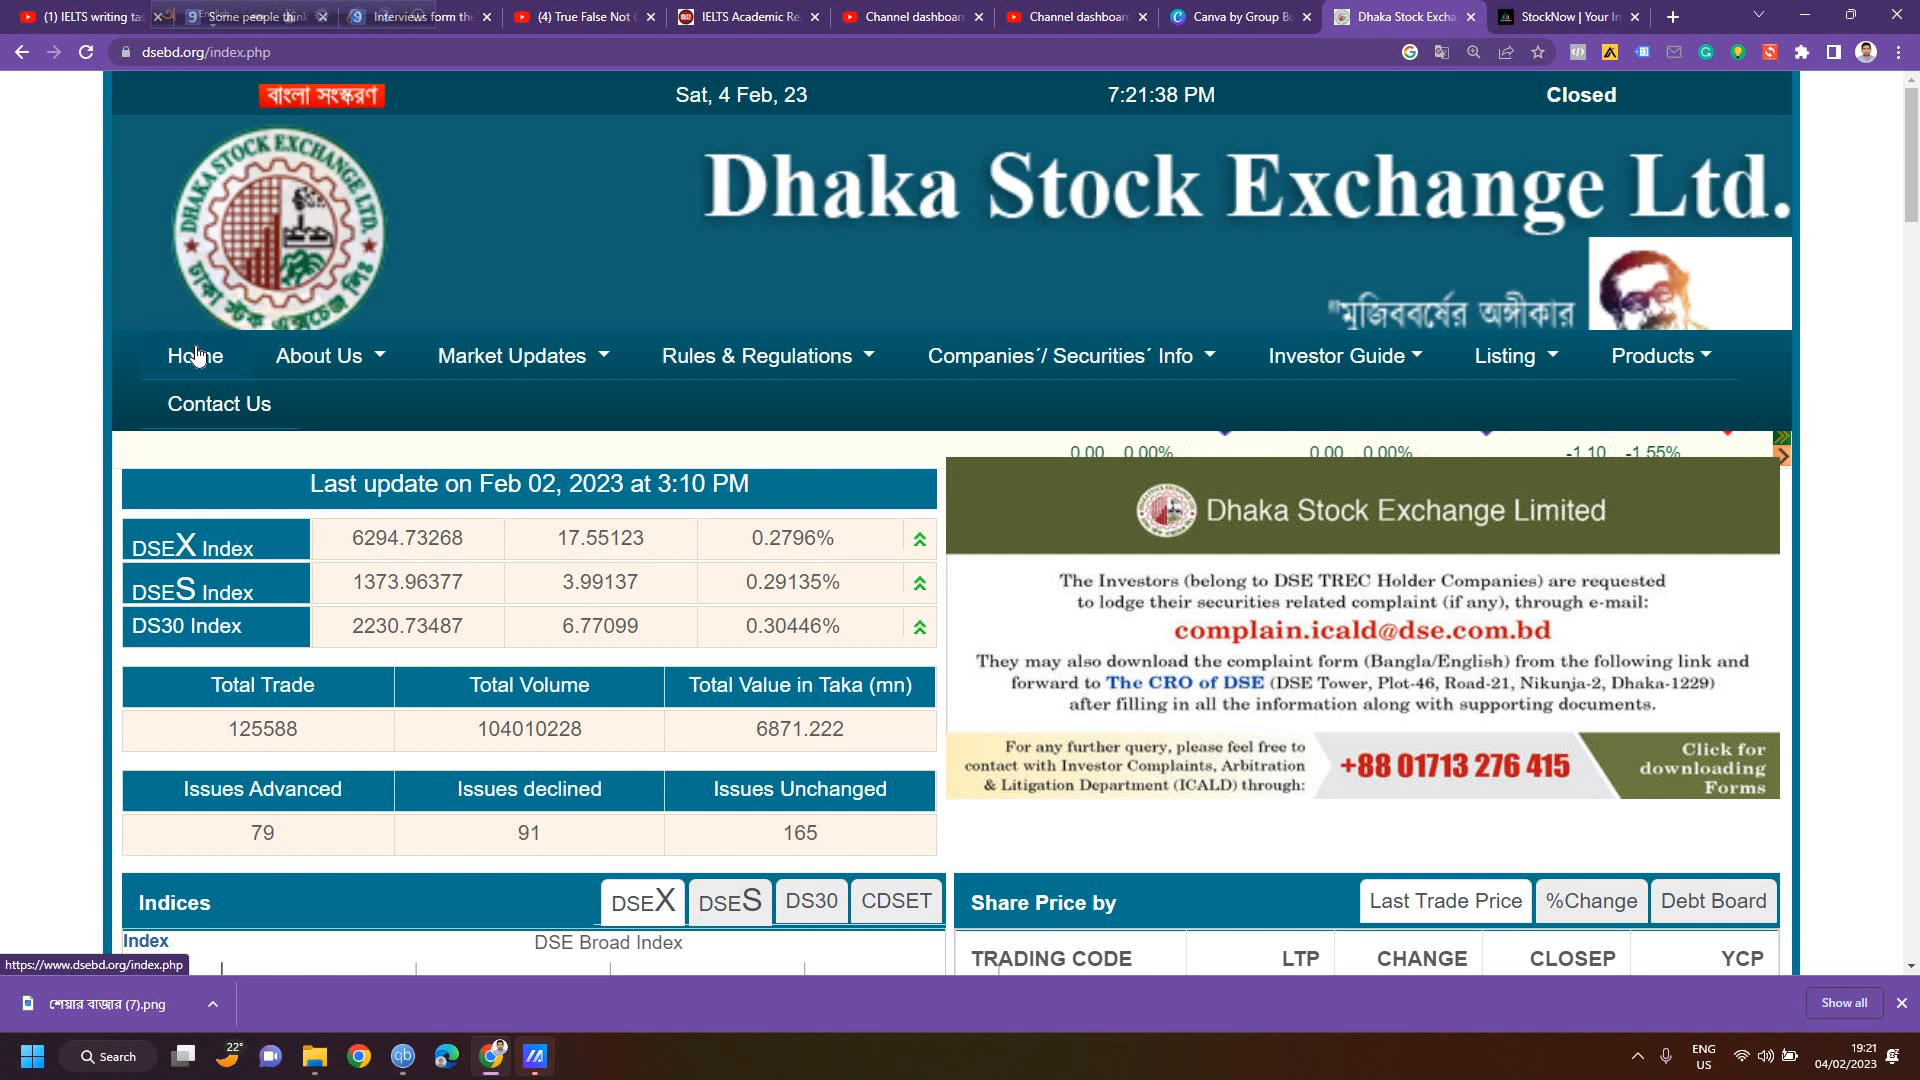 (1) IELTS writing tas
Some people think
Interviews form the
(4) True False Not G
IELTS Academic Re
Channel dashboard
Channel dashboard
Canva by Group Bu
Dhaka Stock Excha
StockNow | Your In
dsebd.org/index.php
বাংলা সংস্করণ
Sat, 4 Feb, 23
7:21:38 PM
Closed
DHAKA STOCK EXCHANGE LTD.
ঢাকা স্টক এক্সচেঞ্জ লিঃ
Dhaka Stock Exchange Ltd.
"মুজিববর্ষের অঙ্গীকার
Home
About Us
Market Updates
Rules & Regulations
Companies´/ Securities´ Info
Investor Guide
Listing
Products
Contact Us
0.00 0.00%
0.00 0.00%
-1.10 -1.55%
Last update on Feb 02, 2023 at 3:10 PM
DSEX Index 6294.73268 17.55123 0.2796%
DSES Index 1373.96377 3.99137 0.29135%
DS30 Index 2230.73487 6.77099 0.30446%
Total Trade Total Volume Total Value in Taka (mn)
125588 104010228 6871.222
Issues Advanced Issues declined Issues Unchanged
79 91 165
Dhaka Stock Exchange Limited
The Investors (belong to DSE TREC Holder Companies) are requested
to lodge their securities related complaint (if any), through e-mail:
complain.icald@dse.com.bd
They may also download the complaint form (Bangla/English) from the following link and
forward to The CRO of DSE (DSE Tower, Plot-46, Road-21, Nikunja-2, Dhaka-1229)
after filling in all the information along with supporting documents.
For any further query, please feel free to
contact with Investor Complaints, Arbitration
& Litigation Department (ICALD) through:
+88 01713 276 415
Click for
downloading
Forms
Indices
DSEX DSES DS30 CDSET
Index
DSE Broad Index
Share Price by
Last Trade Price %Change Debt Board
TRADING CODE LTP CHANGE CLOSEP YCP
https://www.dsebd.org/index.php
শেয়ার বাজার (7).png
Show all
Search
22°
ENG
US
19:21
04/02/2023